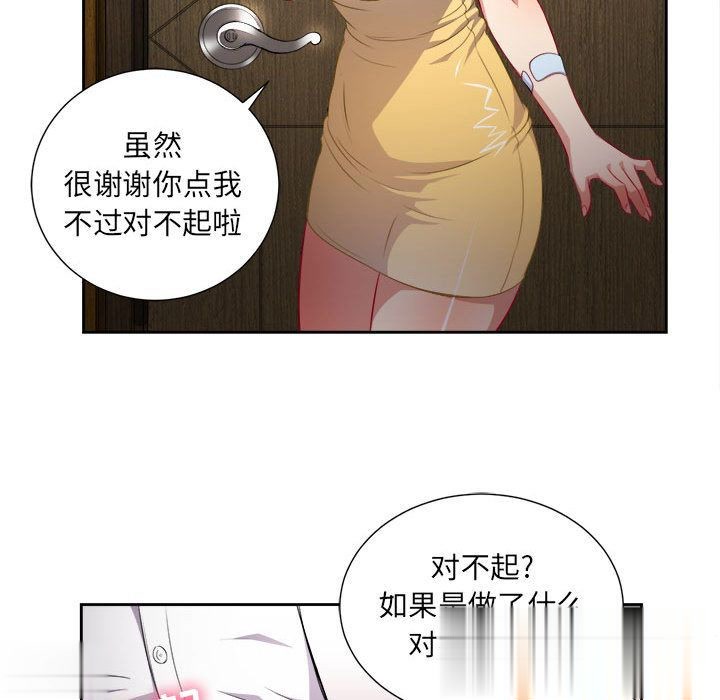 虽然
很谢谢你点我
不过对不起啦
对不起?
如果是做了什么
对